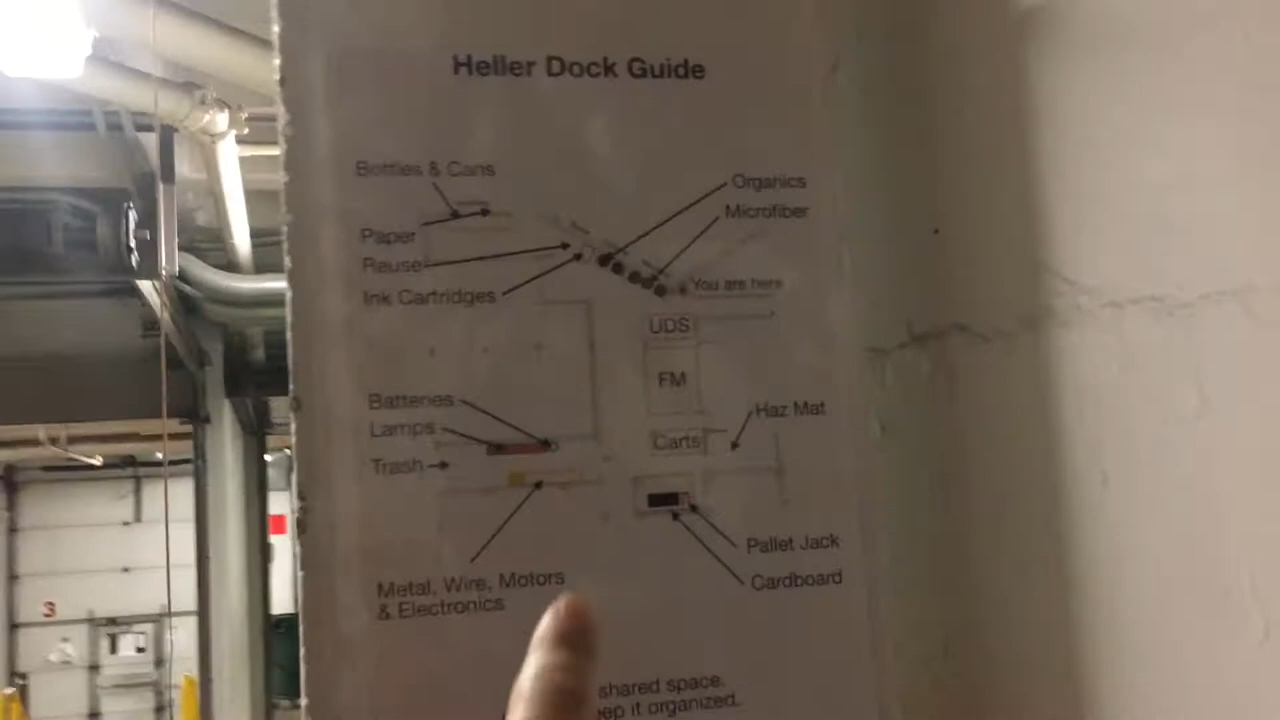 Heller Dock Guide
Bottles & Cans
Organics
Microfiber
Paper
Reuse
Ink Cartridges
You are here
UDS
FM
Batteries
Haz Mat
Lamps
Carts
Trash
Pallet Jack
Metal, Wire, Motors
& Electronics
Cardboard
shared space.
ep it organized.
3